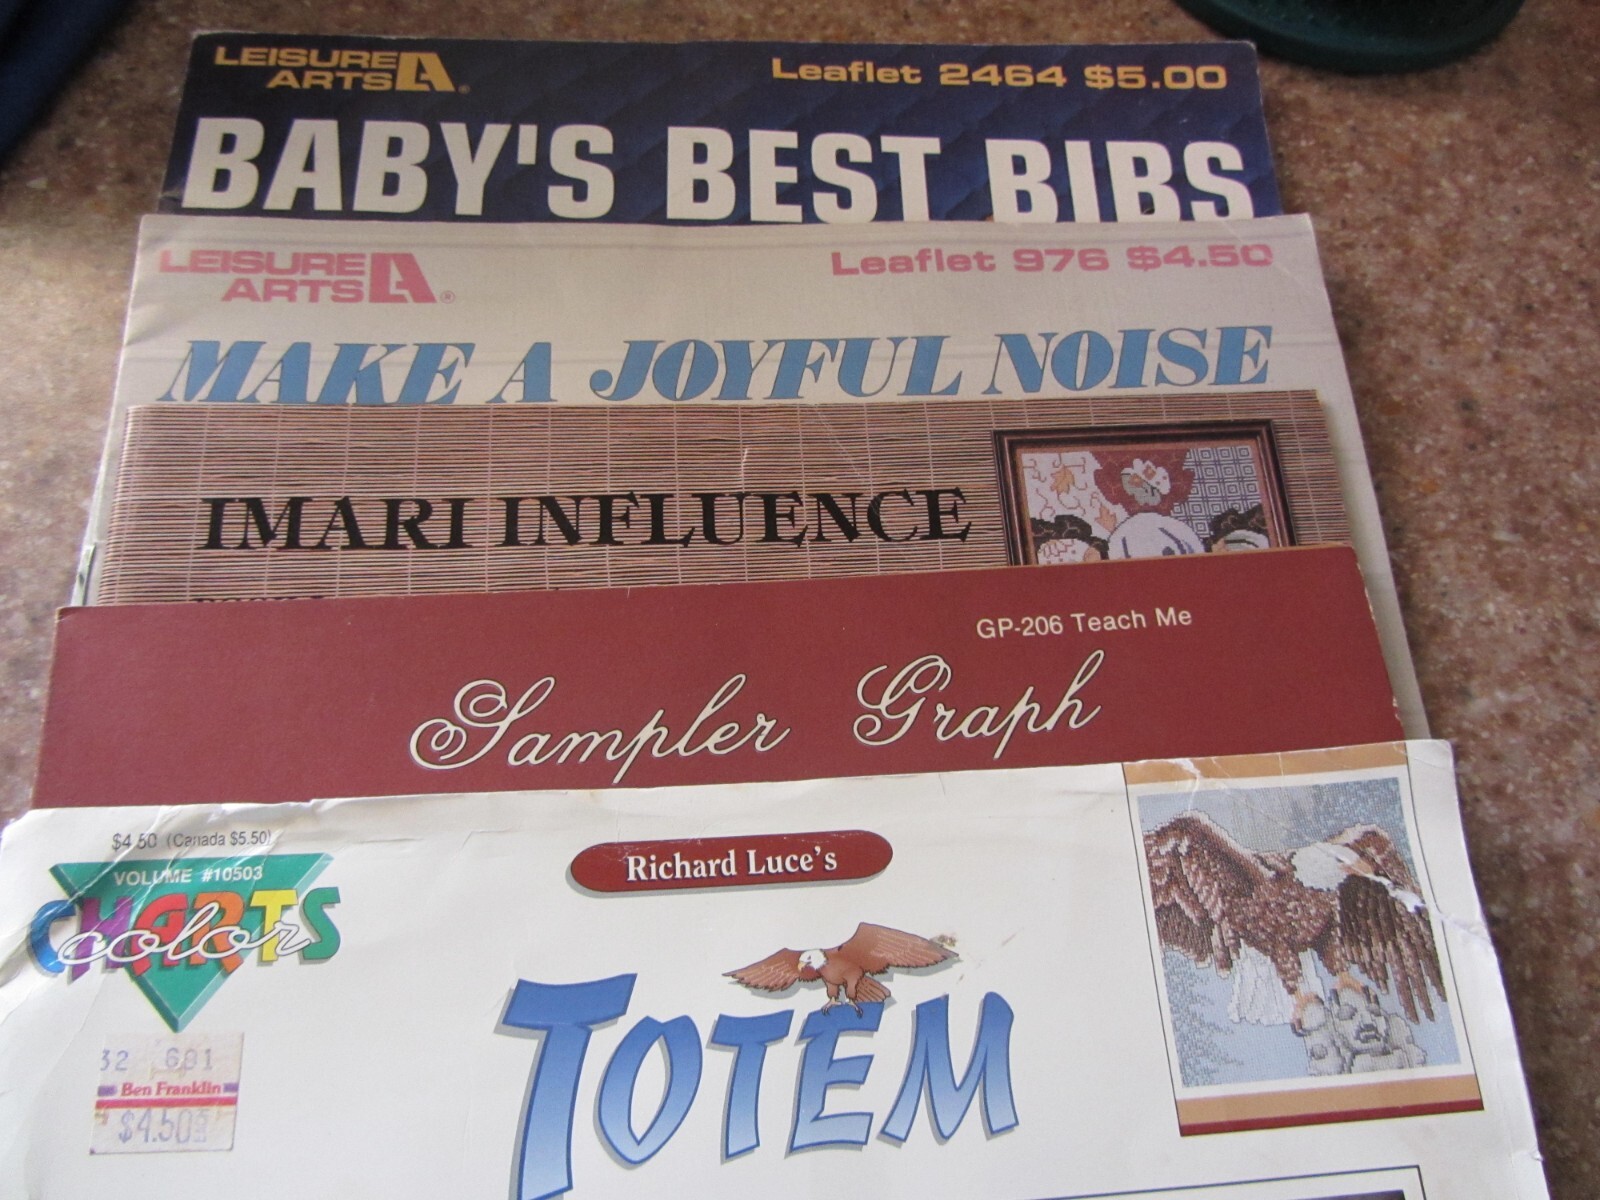 LEISURE
ARTS
Leaflet 2464 $5.00
BABY'S BEST BIBS
LEISURE
ARTS
®
Leaflet 976 $4.50
MAKE A JOYFUL NOISE
IMARI INFLUENCE
GP-206 Teach Me
Sampler Graph
$4.50 (Canada $5.50)
VOLUME #10503
CHARTS
color
Richard Luce's
TOTEM
32 681
Ben Franklin
$4.50